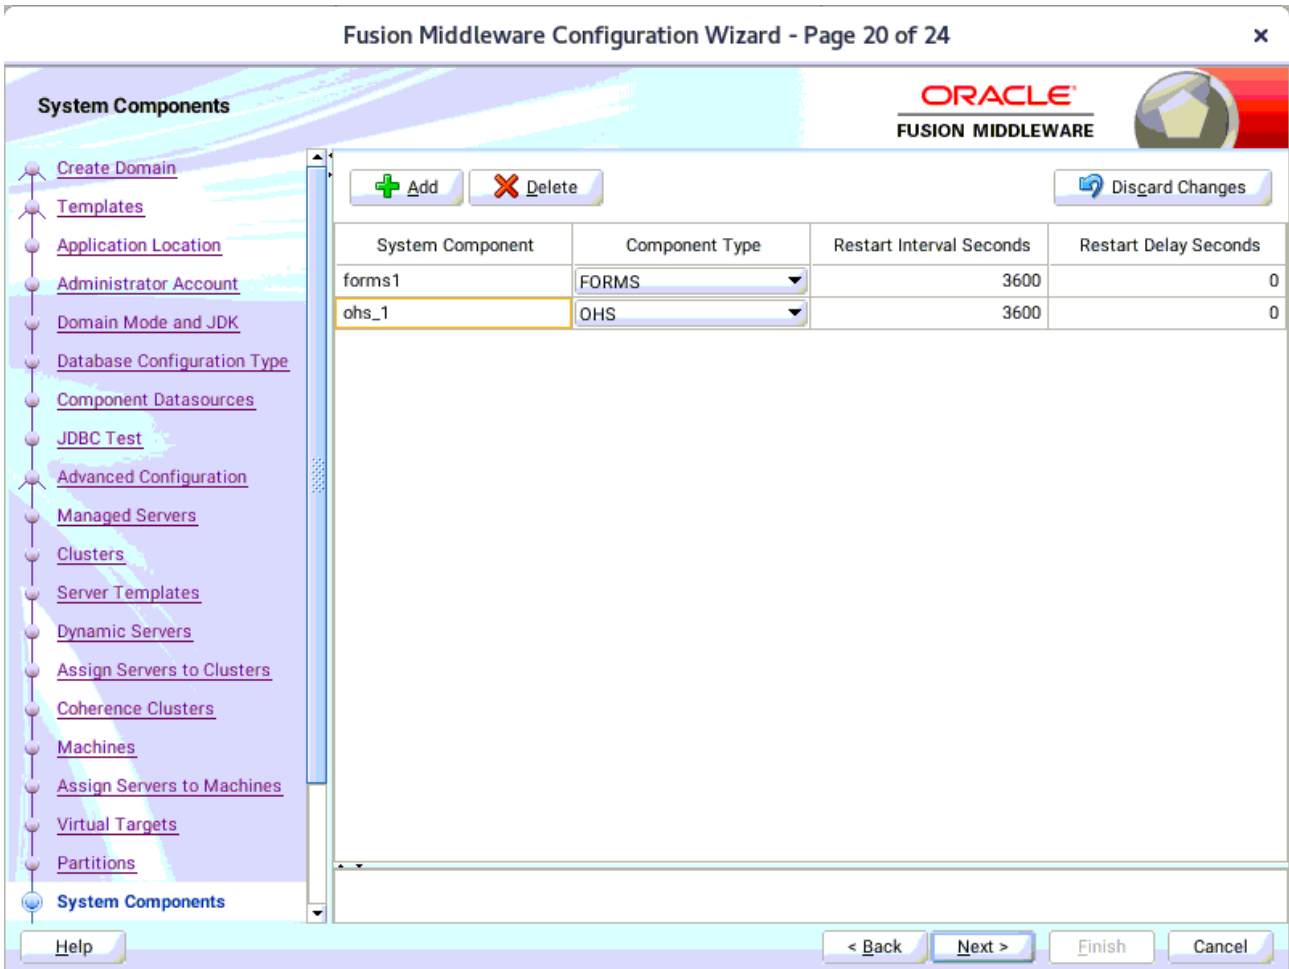 Fusion Middleware Configuration Wizard - Page 20 of 24
System Components
ORACLE
FUSION MIDDLEWARE
Create Domain
Templates
Application Location
Administrator Account
Domain Mode and JDK
Database Configuration Type
Component Datasources
JDBC Test
Advanced Configuration
Managed Servers
Clusters
Server Templates
Dynamic Servers
Assign Servers to Clusters
Coherence Clusters
Machines
Assign Servers to Machines
Virtual Targets
Partitions
System Components
Add Delete Discard Changes
System Component Component Type Restart Interval Seconds Restart Delay Seconds
forms1 FORMS 3600 0
ohs_1 OHS 3600 0
Help < Back Next > Finish Cancel